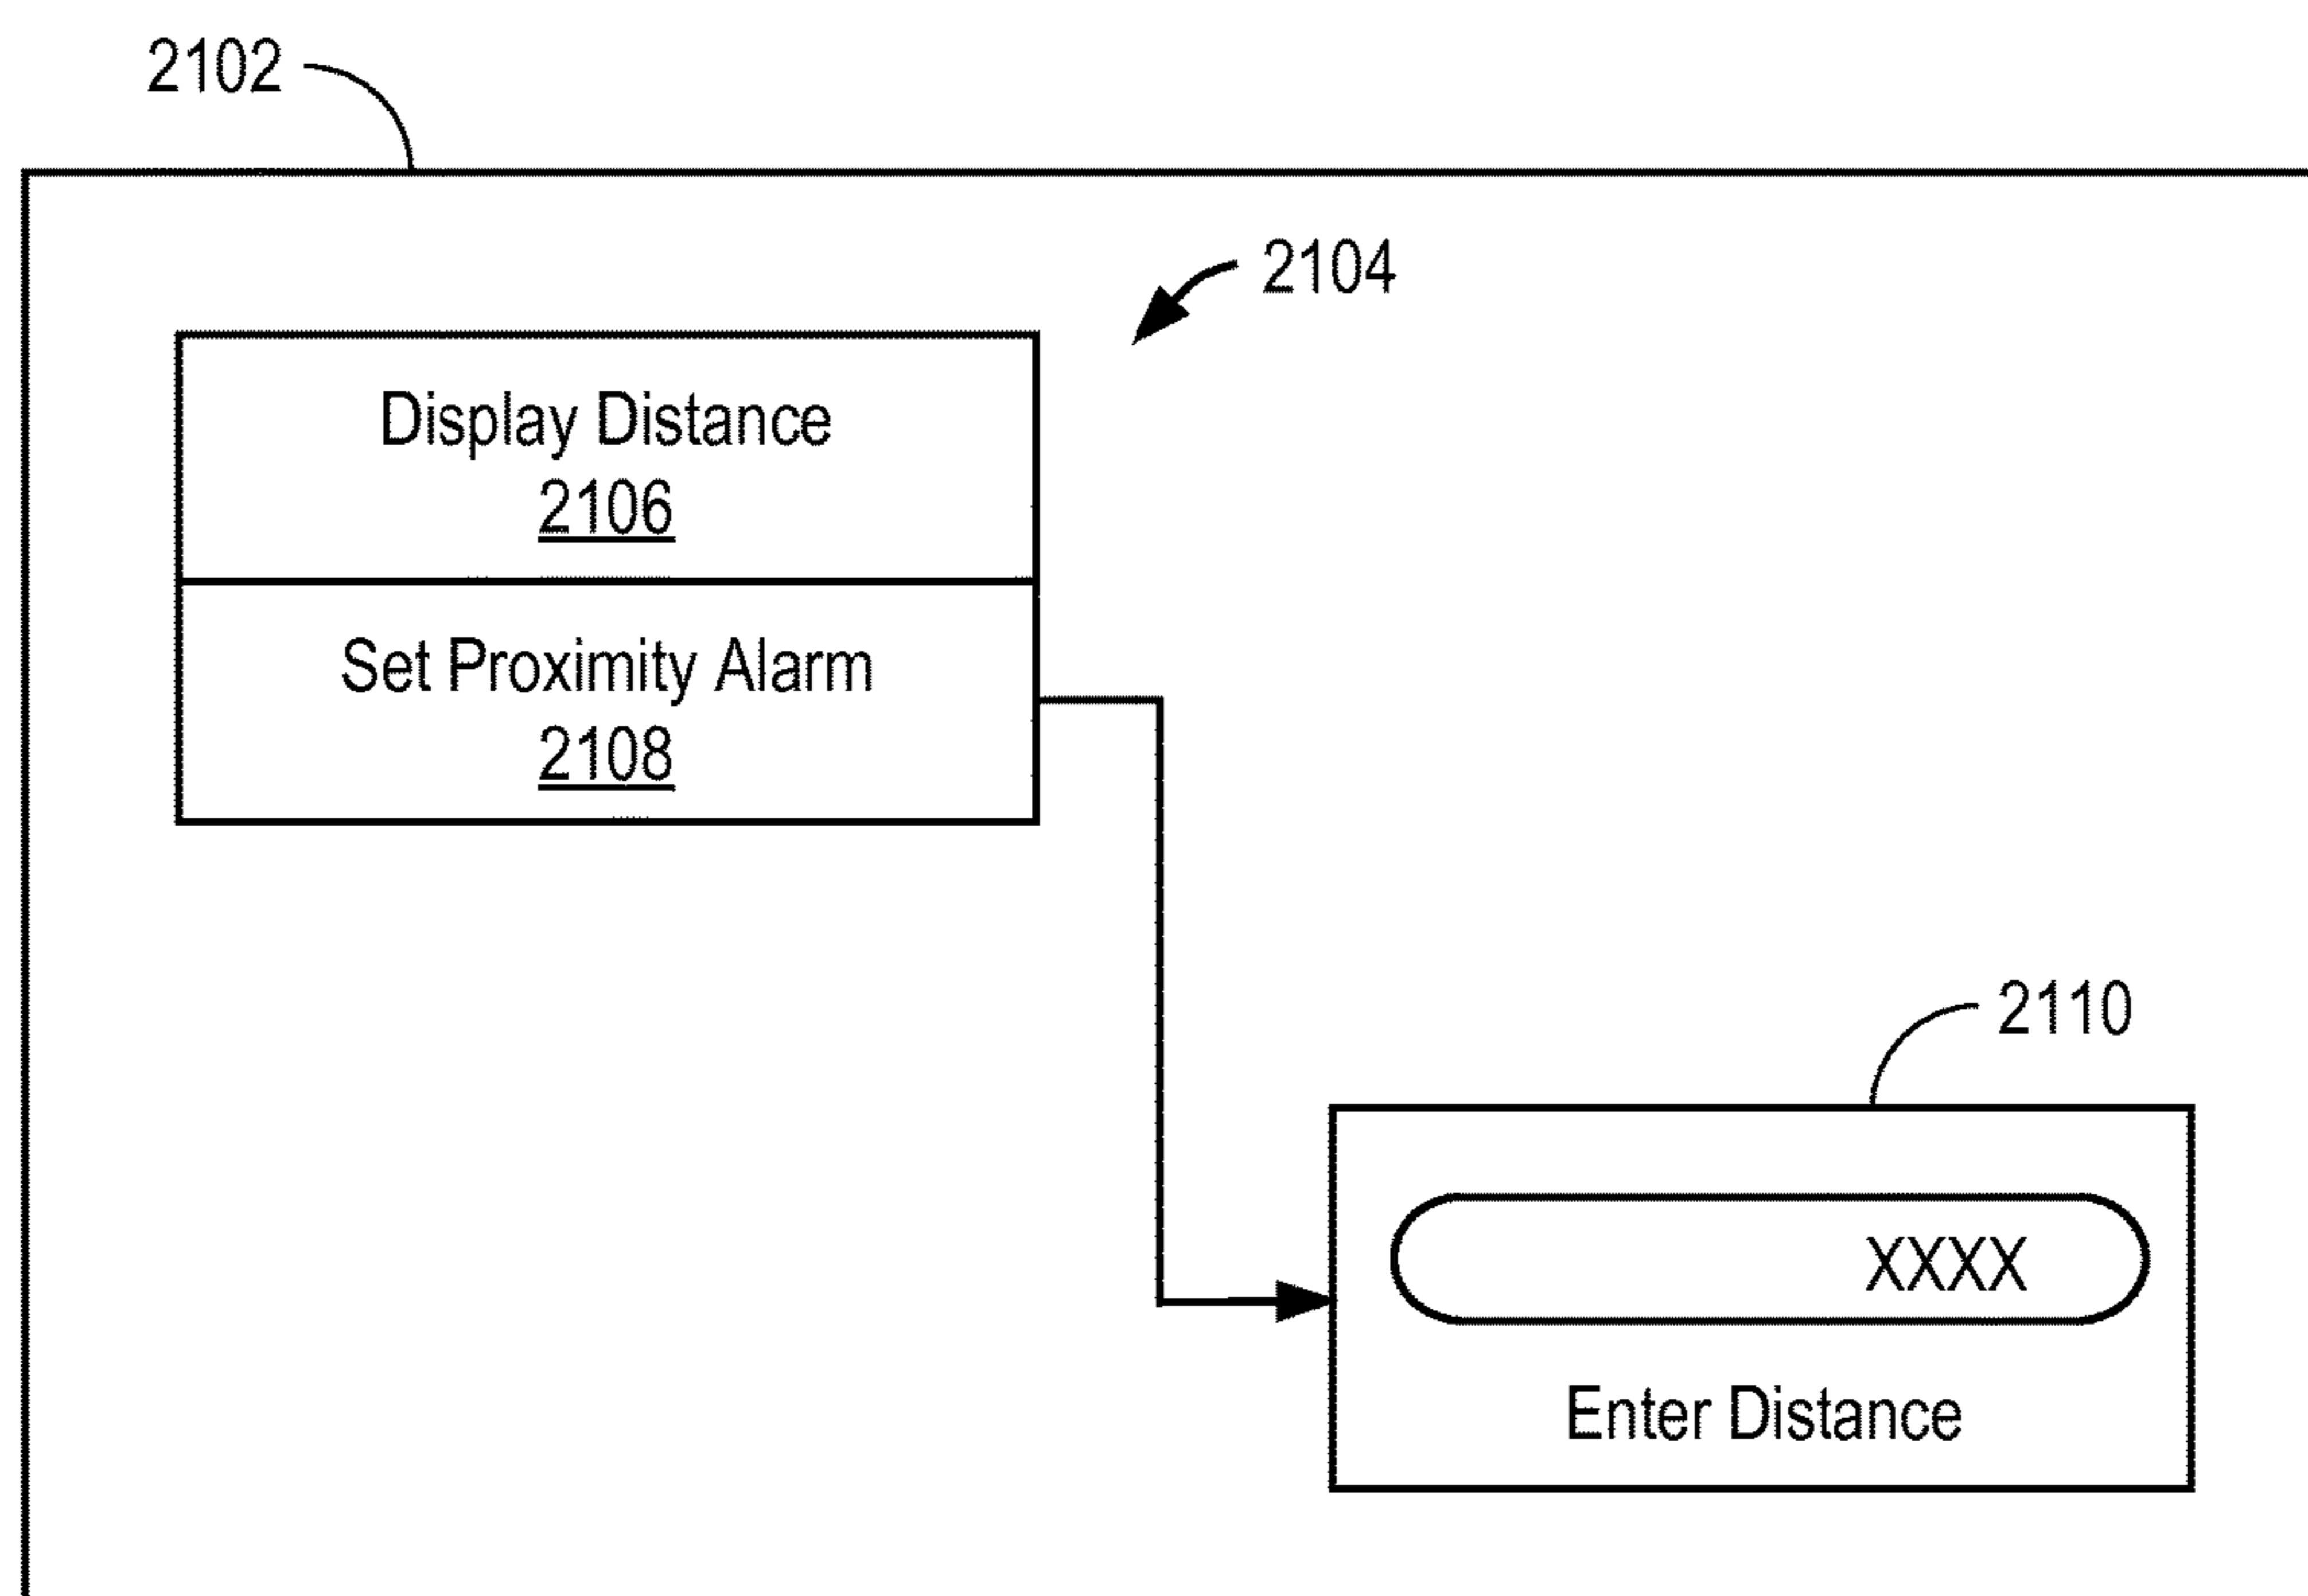 2102
2104
Display Distance
2106
Set Proximity Alarm
2108
2110
XXXX
Enter Distance